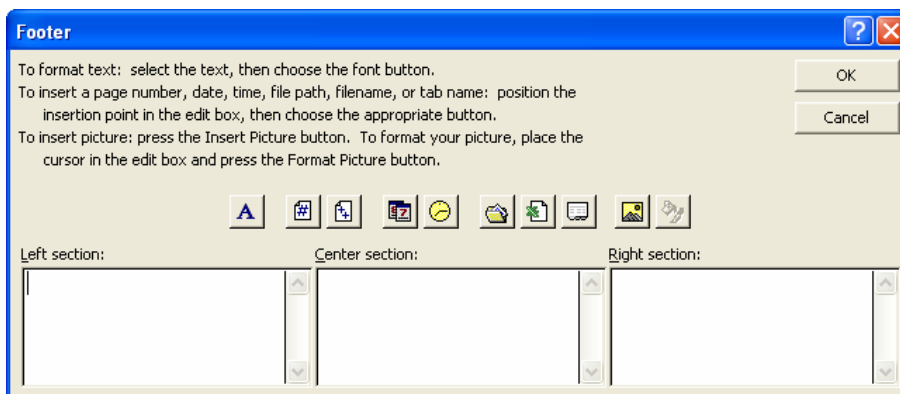 Footer
To format text:  select the text, then choose the font button.
To insert a page number, date, time, file path, filename, or tab name:  position the
insertion point in the edit box, then choose the appropriate button.
To insert picture: press the Insert Picture button.  To format your picture, place the
cursor in the edit box and press the Format Picture button.
OK
Cancel
A
Left section:
Center section:
Right section: